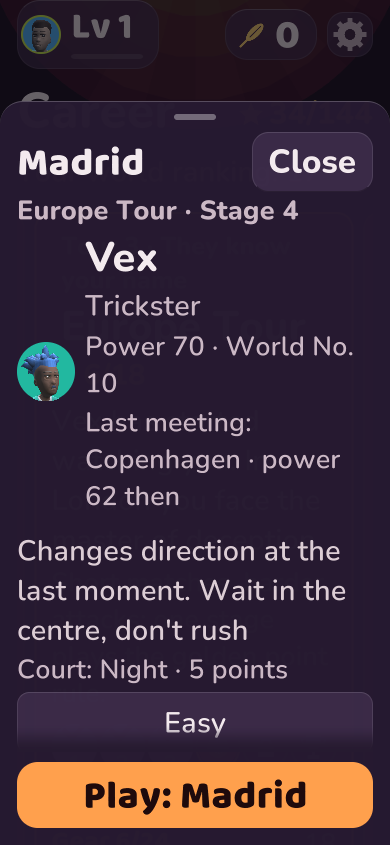 Lv 1
0
Career
Madrid
Close
Europe Tour · Stage 4
Vex
Trickster
Power 70 · World No.
10
Last meeting:
Copenhagen · power
62 then
Changes direction at the
last moment. Wait in the
centre, don't rush
Court: Night · 5 points
Easy
Play: Madrid